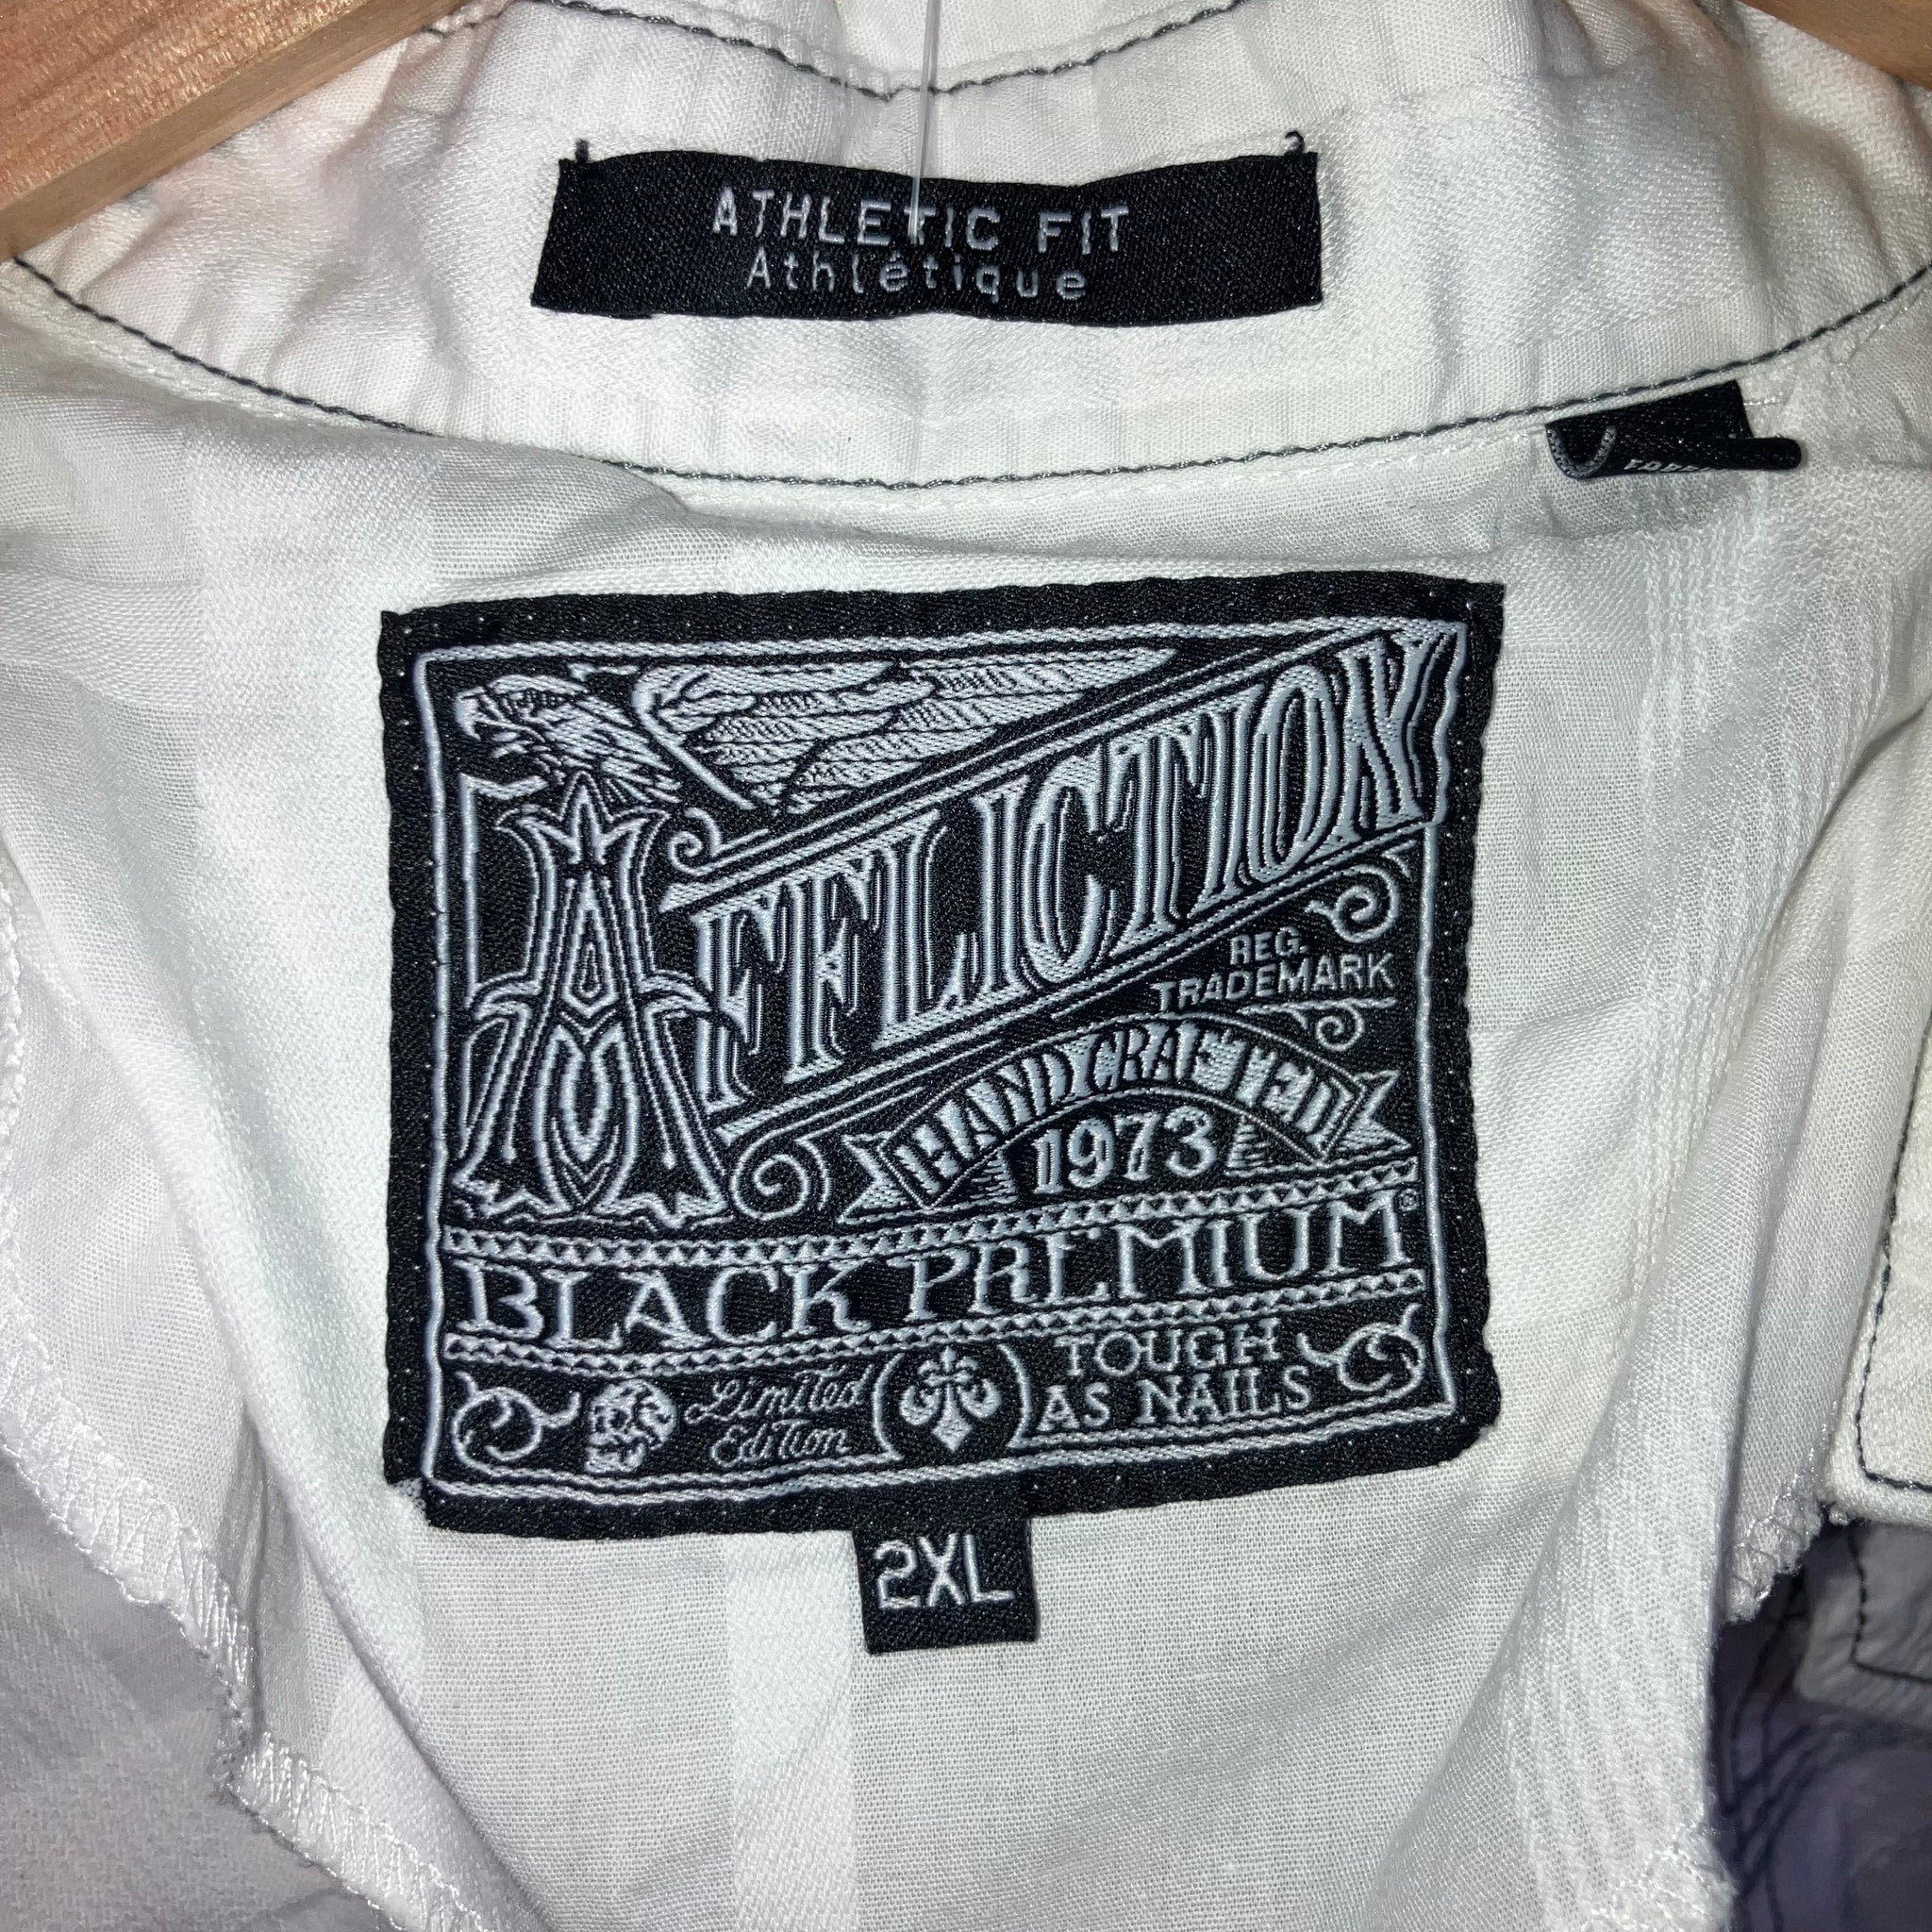 ATHLETIC FIT
Athlétique
AFFLICTION
REG.
TRADEMARK
HANDCRAFTED
1973
BLACK PREMIUM®
Limited
Edition
TOUGH
AS NAILS
2XL